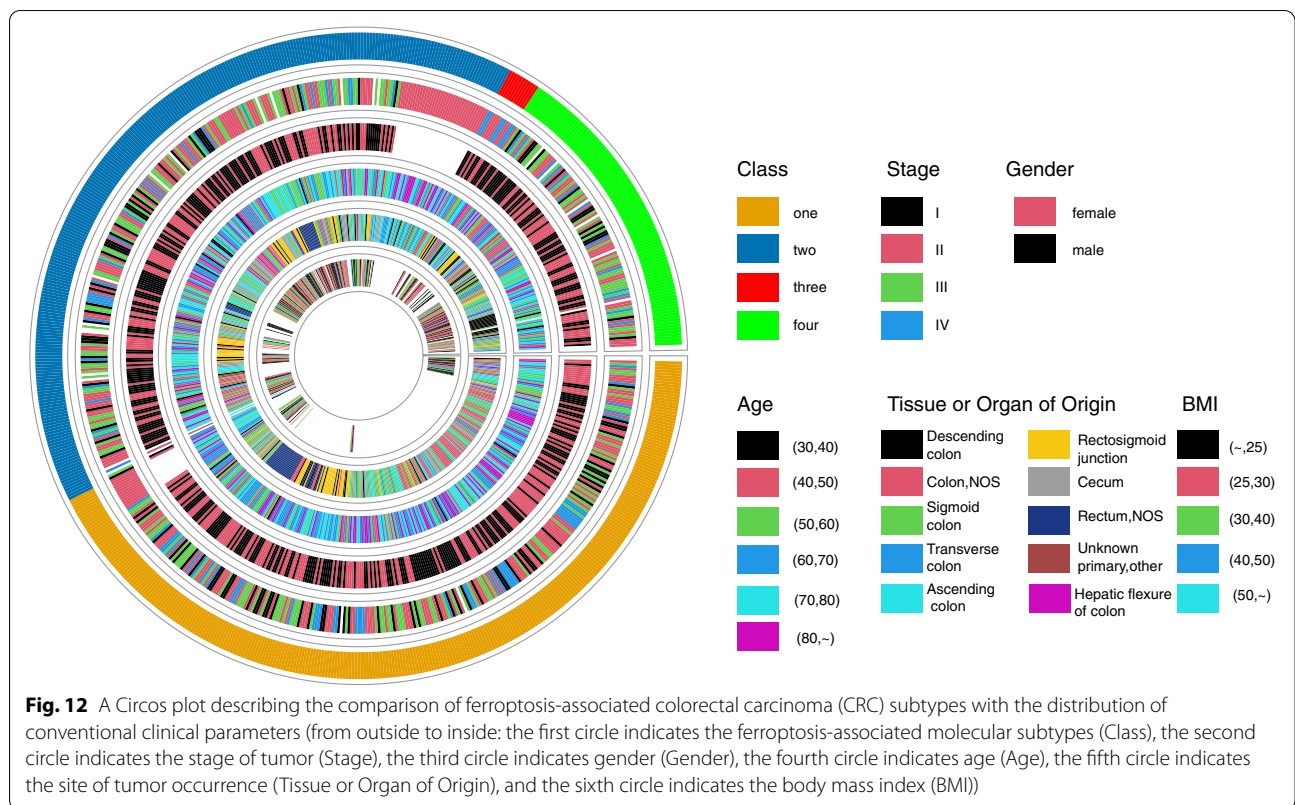 Class
one
two
three
four
Stage
I
II
III
IV
Gender
female
male
Age
(30,40)
(40,50)
(50,60)
(60,70)
(70,80)
(80,~)
Tissue or Organ of Origin
Descending
colon
Colon,NOS
Sigmoid
colon
Transverse
colon
Ascending
colon
Rectosigmoid
junction
Cecum
Rectum,NOS
Unknown
primary,other
Hepatic flexure
of colon
BMI
(~,25)
(25,30)
(30,40)
(40,50)
(50,~)
Fig. 12 A Circos plot describing the comparison of ferroptosis-associated colorectal carcinoma (CRC) subtypes with the distribution of
conventional clinical parameters (from outside to inside: the first circle indicates the ferroptosis-associated molecular subtypes (Class), the second
circle indicates the stage of tumor (Stage), the third circle indicates gender (Gender), the fourth circle indicates age (Age), the fifth circle indicates
the site of tumor occurrence (Tissue or Organ of Origin), and the sixth circle indicates the body mass index (BMI))